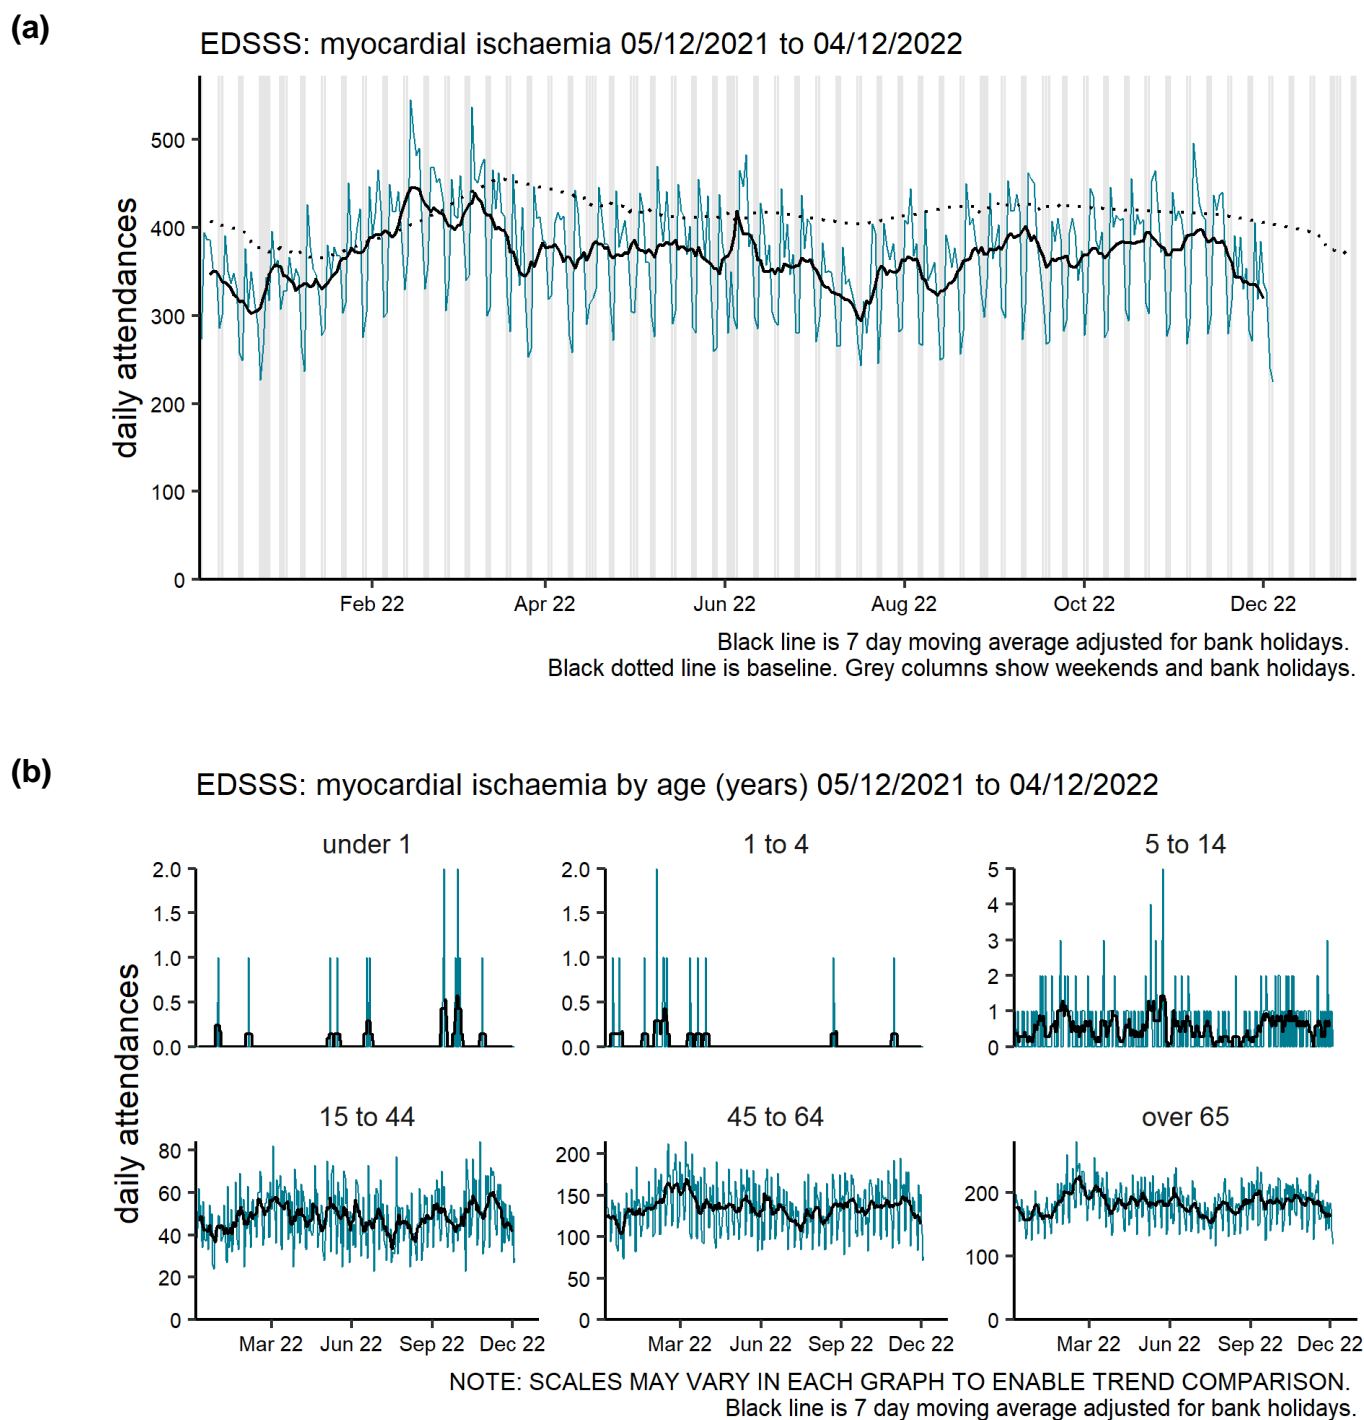 (a)
EDSSS: myocardial ischaemia 05/12/2021 to 04/12/2022
daily attendances
500
400
300
200
100
0
Feb 22 Apr 22 Jun 22 Aug 22 Oct 22 Dec 22
Black line is 7 day moving average adjusted for bank holidays.
Black dotted line is baseline. Grey columns show weekends and bank holidays.
(b)
EDSSS: myocardial ischaemia by age (years) 05/12/2021 to 04/12/2022
daily attendances
under 1
2.0
1.5
1.0
0.5
0.0
1 to 4
2.0
1.5
1.0
0.5
0.0
5 to 14
5
4
3
2
1
0
15 to 44
80
60
40
20
0
Mar 22 Jun 22 Sep 22 Dec 22
45 to 64
200
150
100
50
0
Mar 22 Jun 22 Sep 22 Dec 22
over 65
200
100
0
Mar 22 Jun 22 Sep 22 Dec 22
NOTE: SCALES MAY VARY IN EACH GRAPH TO ENABLE TREND COMPARISON.
Black line is 7 day moving average adjusted for bank holidays.